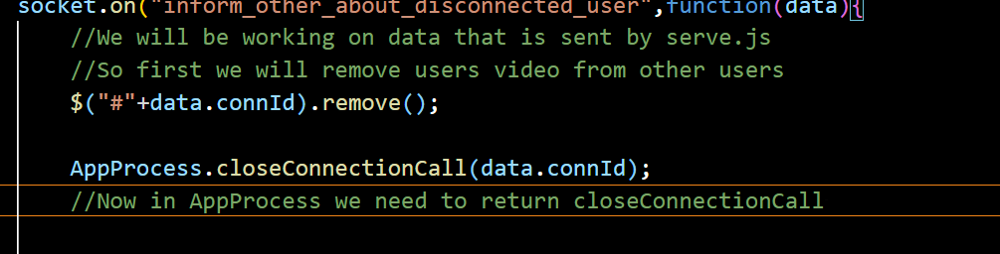 socket.on("inform_other_about_disconnected_user",function(data){
//We will be working on data that is sent by serve.js
//So first we will remove users video from other users
$("#"+data.connId).remove();
AppProcess.closeConnectionCall(data.connId);
//Now in AppProcess we need to return closeConnectionCall